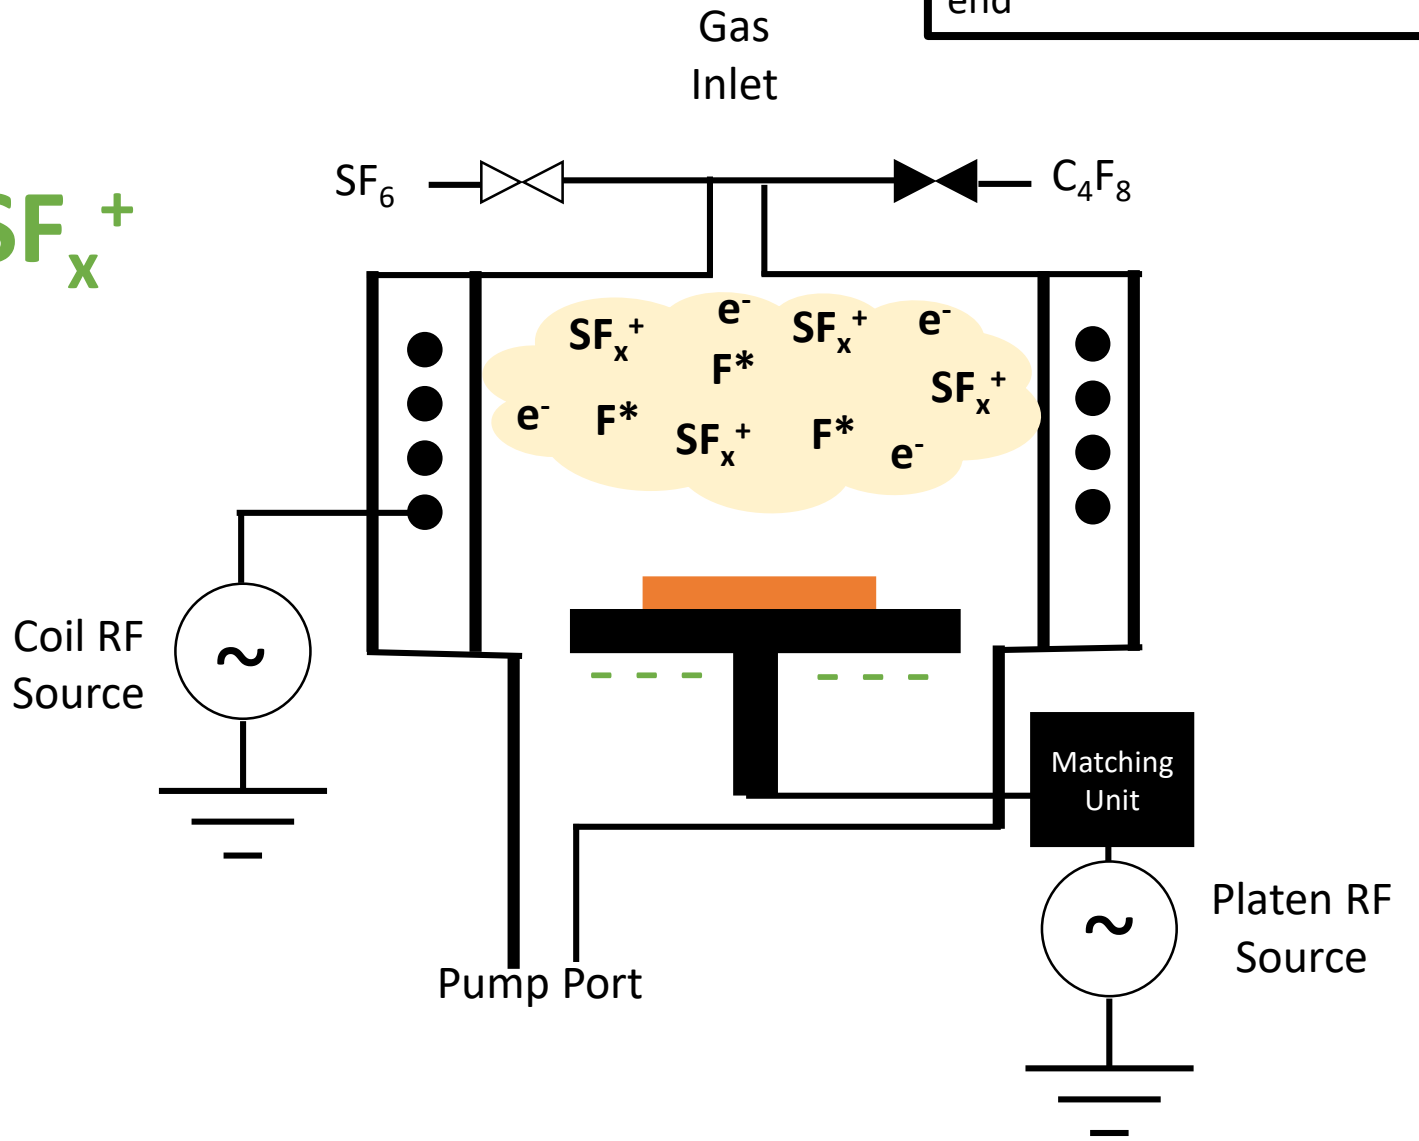 end
Gas
Inlet
SF₆
C₄F₈
SFₓ⁺
SFₓ⁺
e⁻
SFₓ⁺
e⁻
F*
SFₓ⁺
e⁻
F*
SFₓ⁺
F*
e⁻
Coil RF
Source
~
Matching
Unit
~
Platen RF
Source
Pump Port